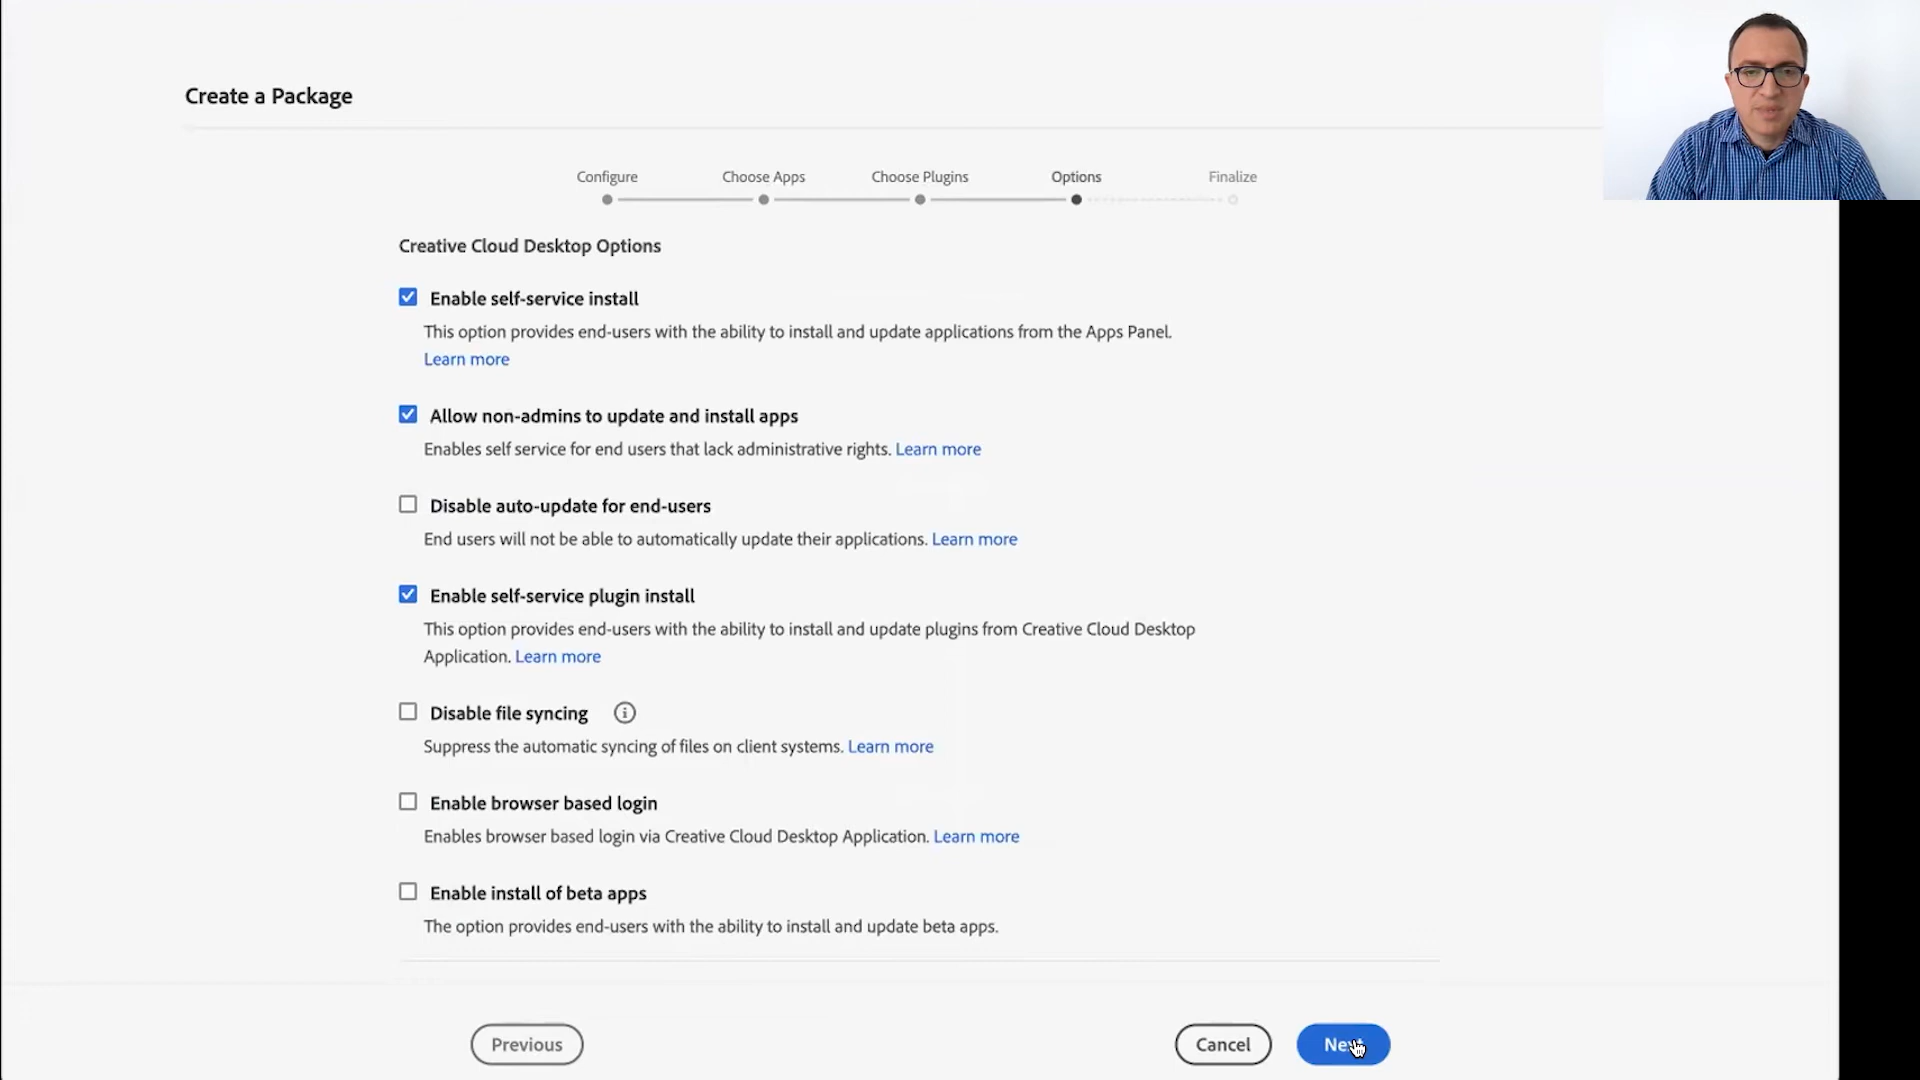 Create a Package
Configure
Choose Apps
Choose Plugins
Options
Finalize
Creative Cloud Desktop Options
Enable self-service install
This option provides end-users with the ability to install and update applications from the Apps Panel.
Learn more
Allow non-admins to update and install apps
Enables self service for end users that lack administrative rights. Learn more
Disable auto-update for end-users
End users will not be able to automatically update their applications. Learn more
Enable self-service plugin install
This option provides end-users with the ability to install and update plugins from Creative Cloud Desktop
Application. Learn more
Disable file syncing
Suppress the automatic syncing of files on client systems. Learn more
Enable browser based login
Enables browser based login via Creative Cloud Desktop Application. Learn more
Enable install of beta apps
The option provides end-users with the ability to install and update beta apps.
Previous
Cancel
Next